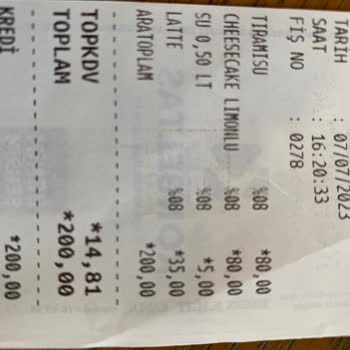 TARİH : 07/07/2023
SAAT : 16:20:33
FİŞ NO : 0278
TIRAMISU %08 *80,00
CHEESECAKE LIMONLU %08 *80,00
SU 0,50 LT %08 *5,00
LATTE %08 *35,00
ARATOPLAM *200,00
TOPKDV *14,81
TOPLAM *200,00
KREDİ *200,00